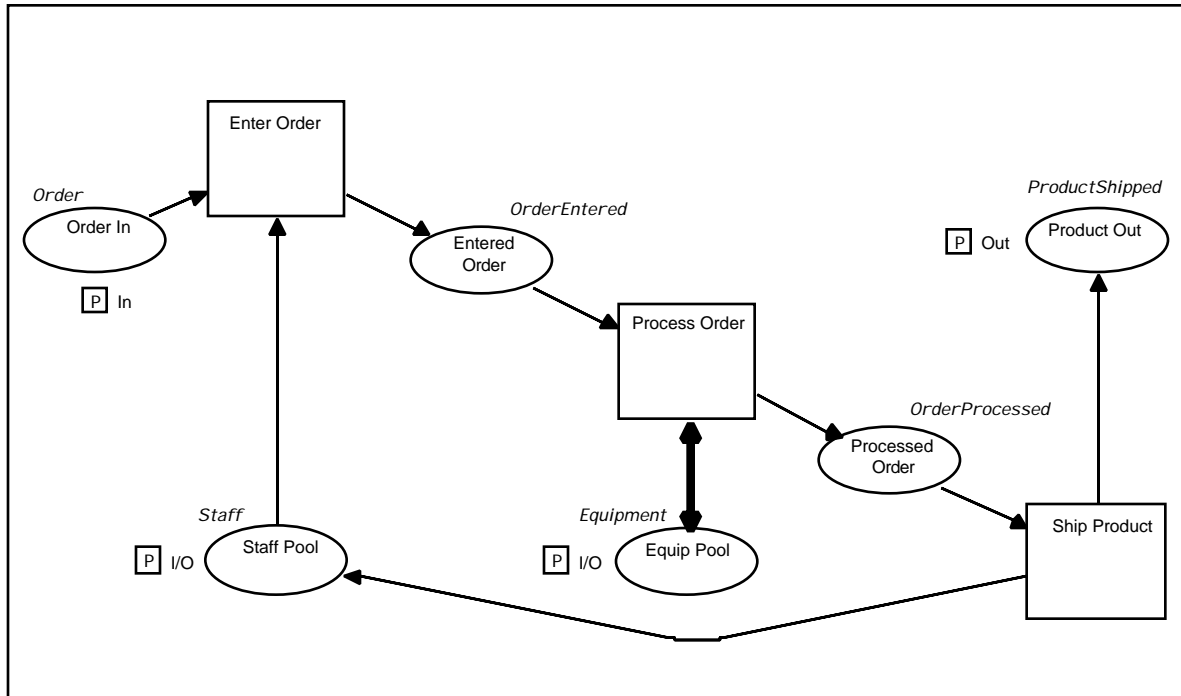 Enter Order
Order
Order In
P In
OrderEntered
Entered
Order
ProductShipped
P Out
Product Out
Process Order
OrderProcessed
Processed
Order
Staff
P I/O
Staff Pool
Equipment
P I/O
Equip Pool
Ship Product